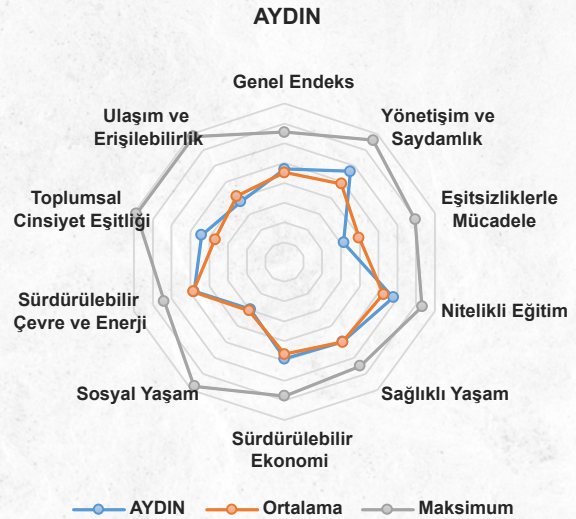 AYDIN
Genel Endeks
Yönetişim ve
Saydamlık
Eşitsizliklerle
Mücadele
Nitelikli Eğitim
Sağlıklı Yaşam
Sürdürülebilir
Ekonomi
Sosyal Yaşam
Sürdürülebilir
Çevre ve Enerji
Toplumsal
Cinsiyet Eşitliği
Ulaşım ve
Erişilebilirlik
AYDIN
Ortalama
Maksimum